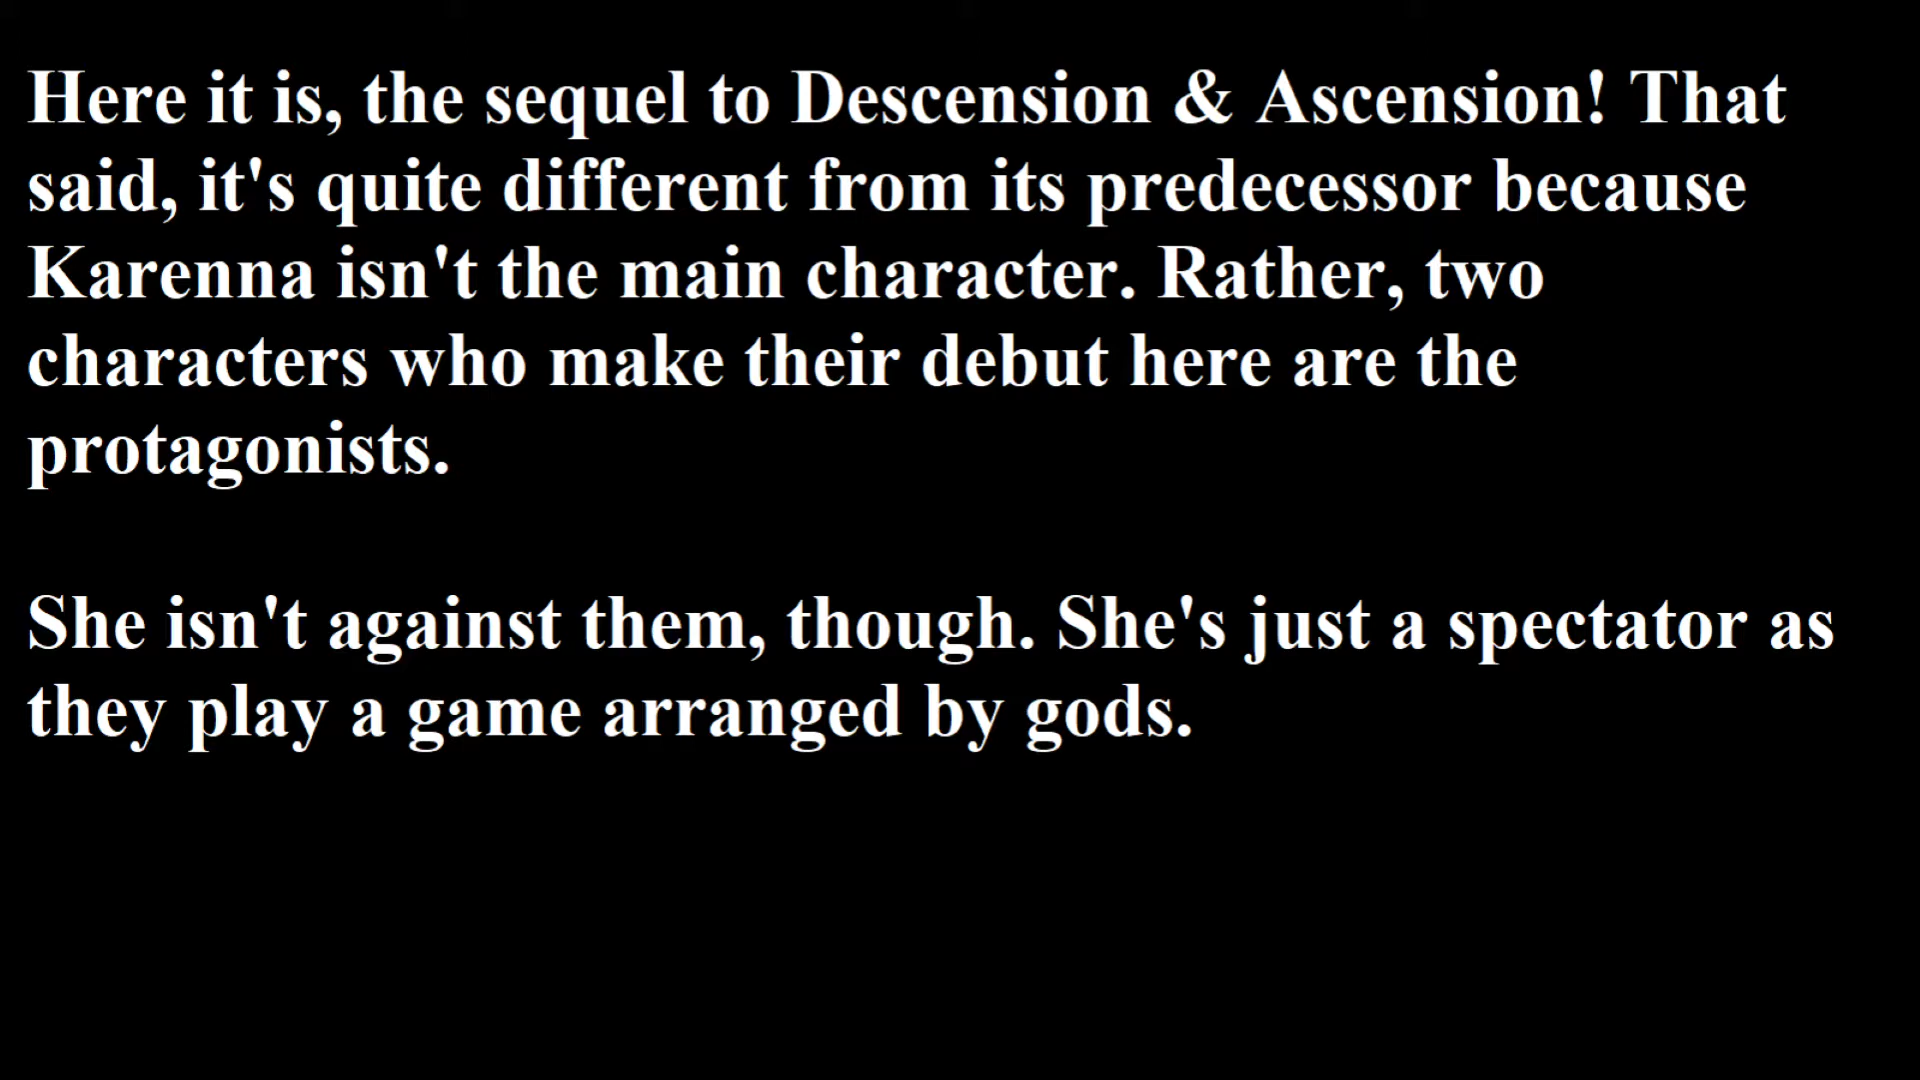 Here it is, the sequel to Descension & Ascension! That
said, it's quite different from its predecessor because
Karenna isn't the main character. Rather, two
characters who make their debut here are the
protagonists.
She isn't against them, though. She's just a spectator as
they play a game arranged by gods.